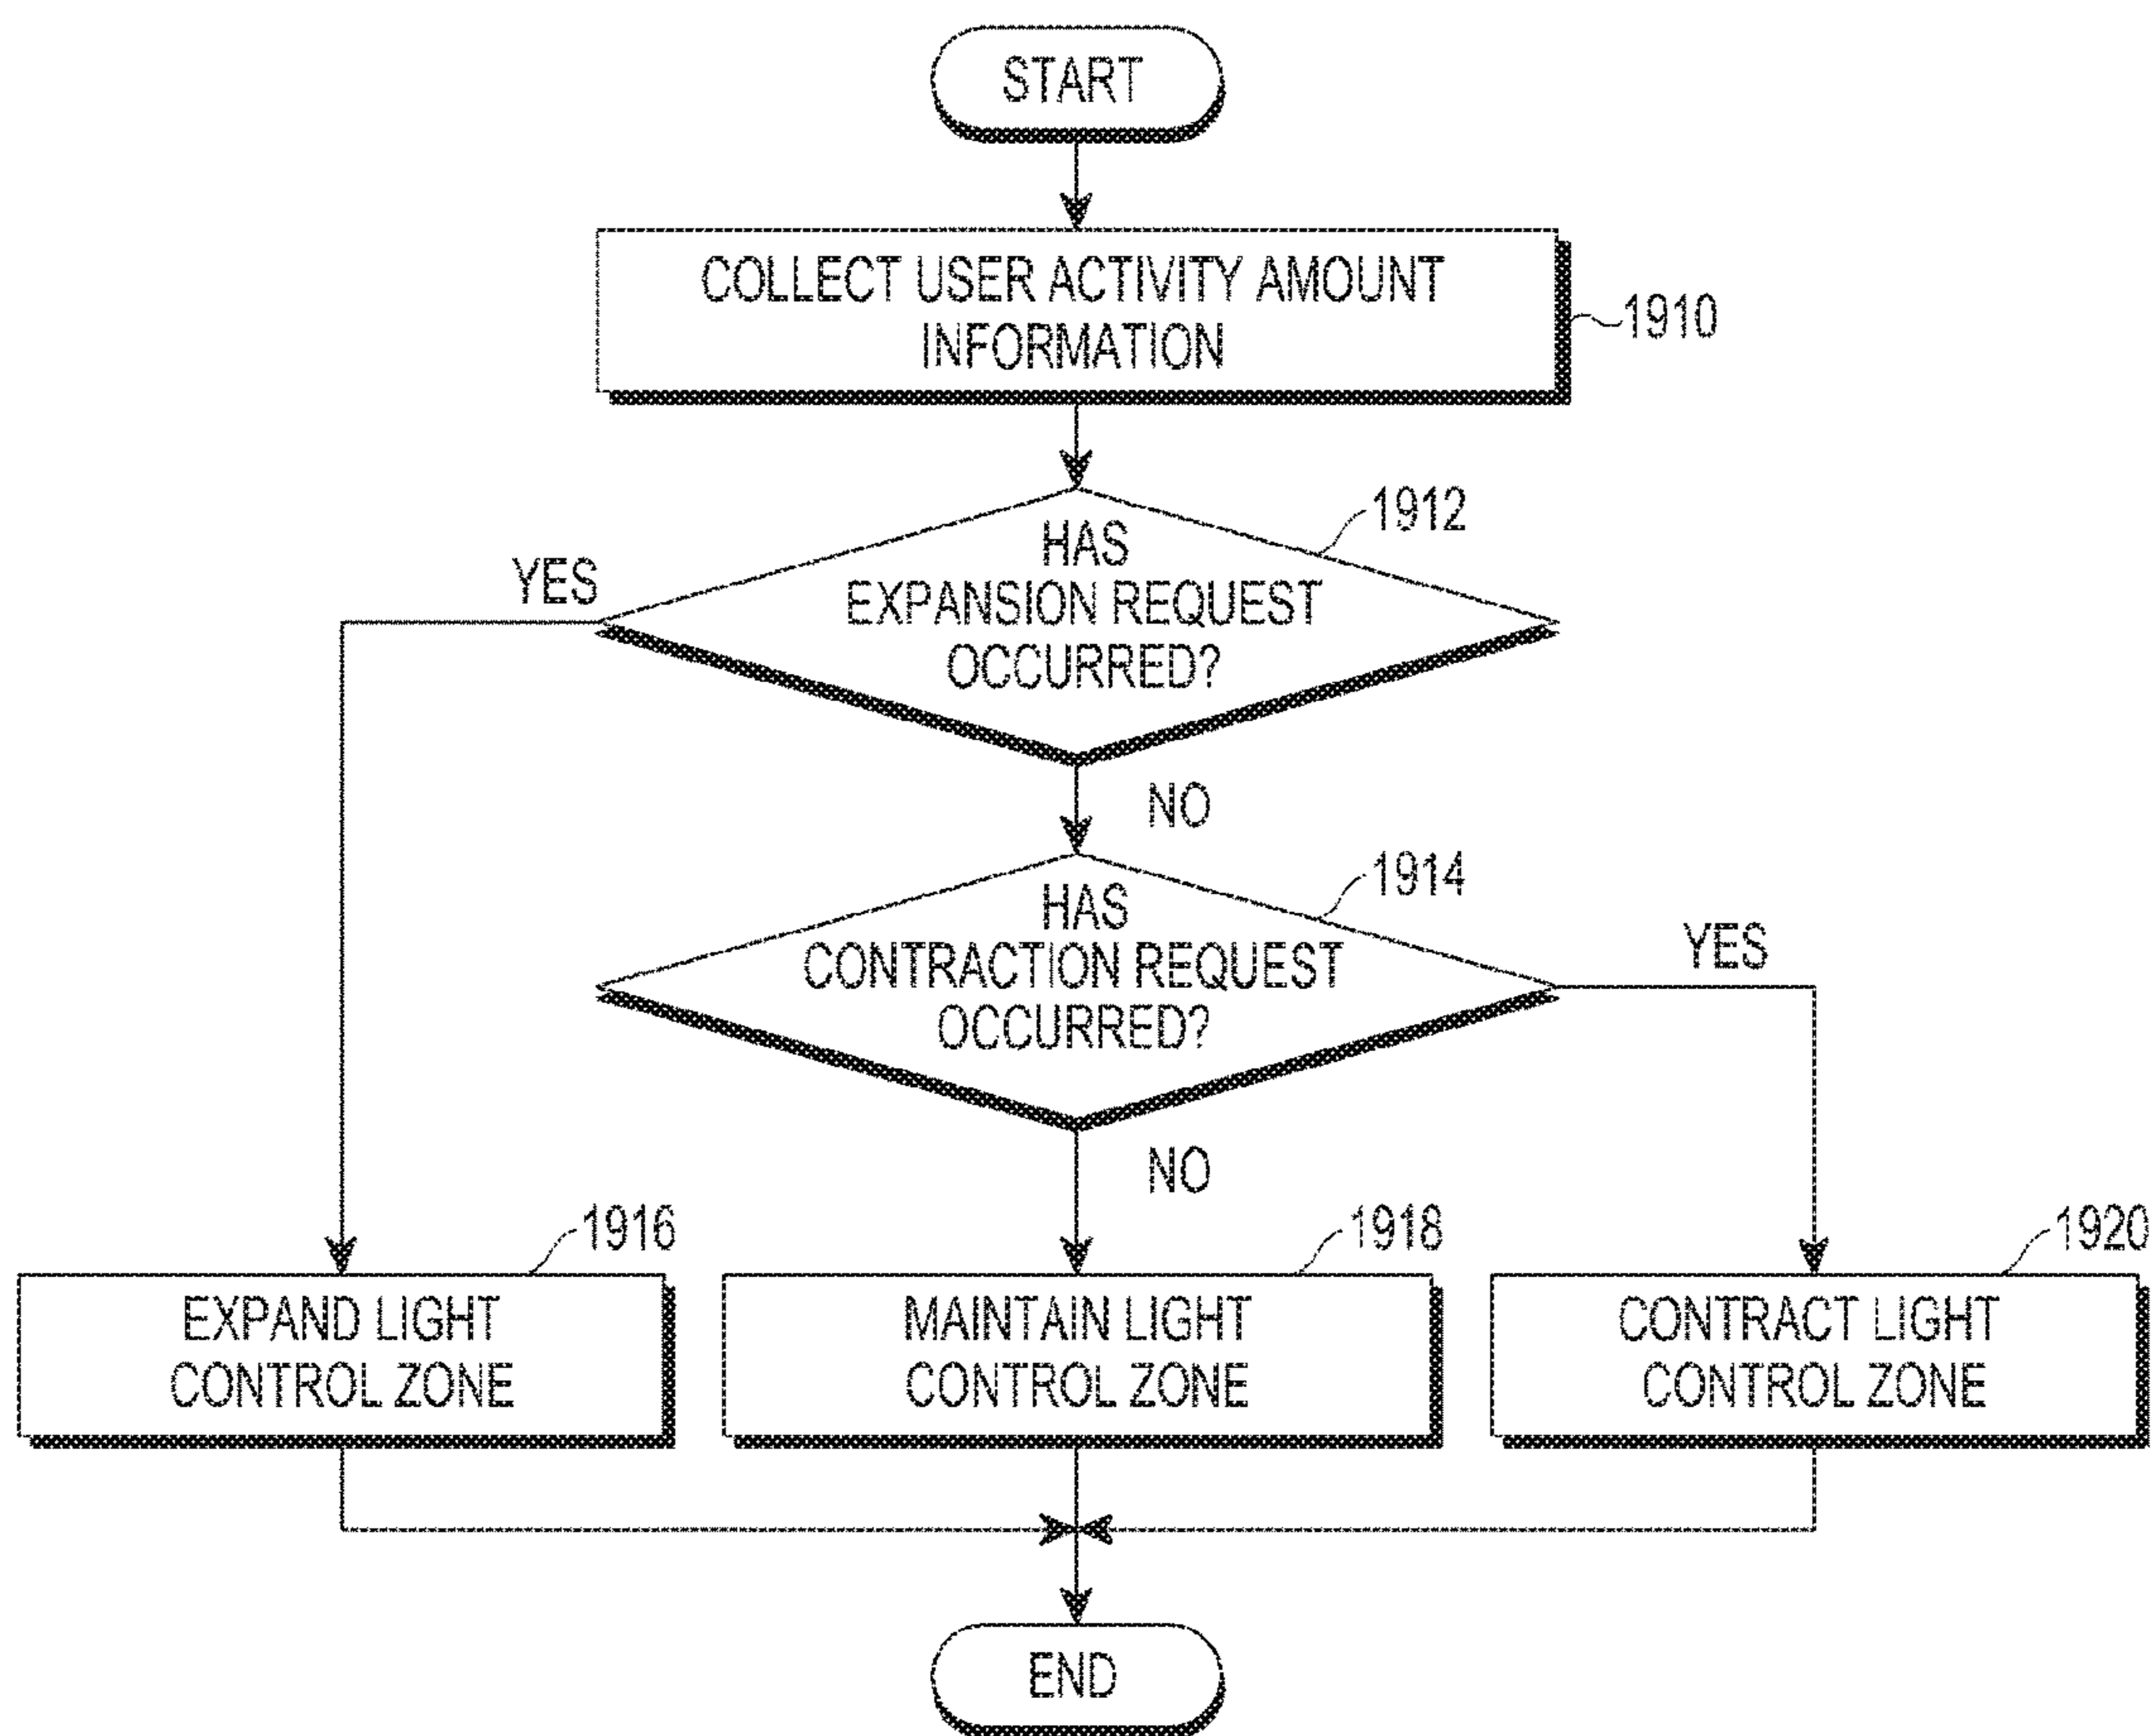 START
COLLECT USER ACTIVITY AMOUNT
INFORMATION
1910
1912
HAS
EXPANSION REQUEST
OCCURRED?
YES
NO
1914
HAS
CONTRACTION REQUEST
OCCURRED?
YES
NO
1916
EXPAND LIGHT
CONTROL ZONE
1918
MAINTAIN LIGHT
CONTROL ZONE
1920
CONTRACT LIGHT
CONTROL ZONE
END